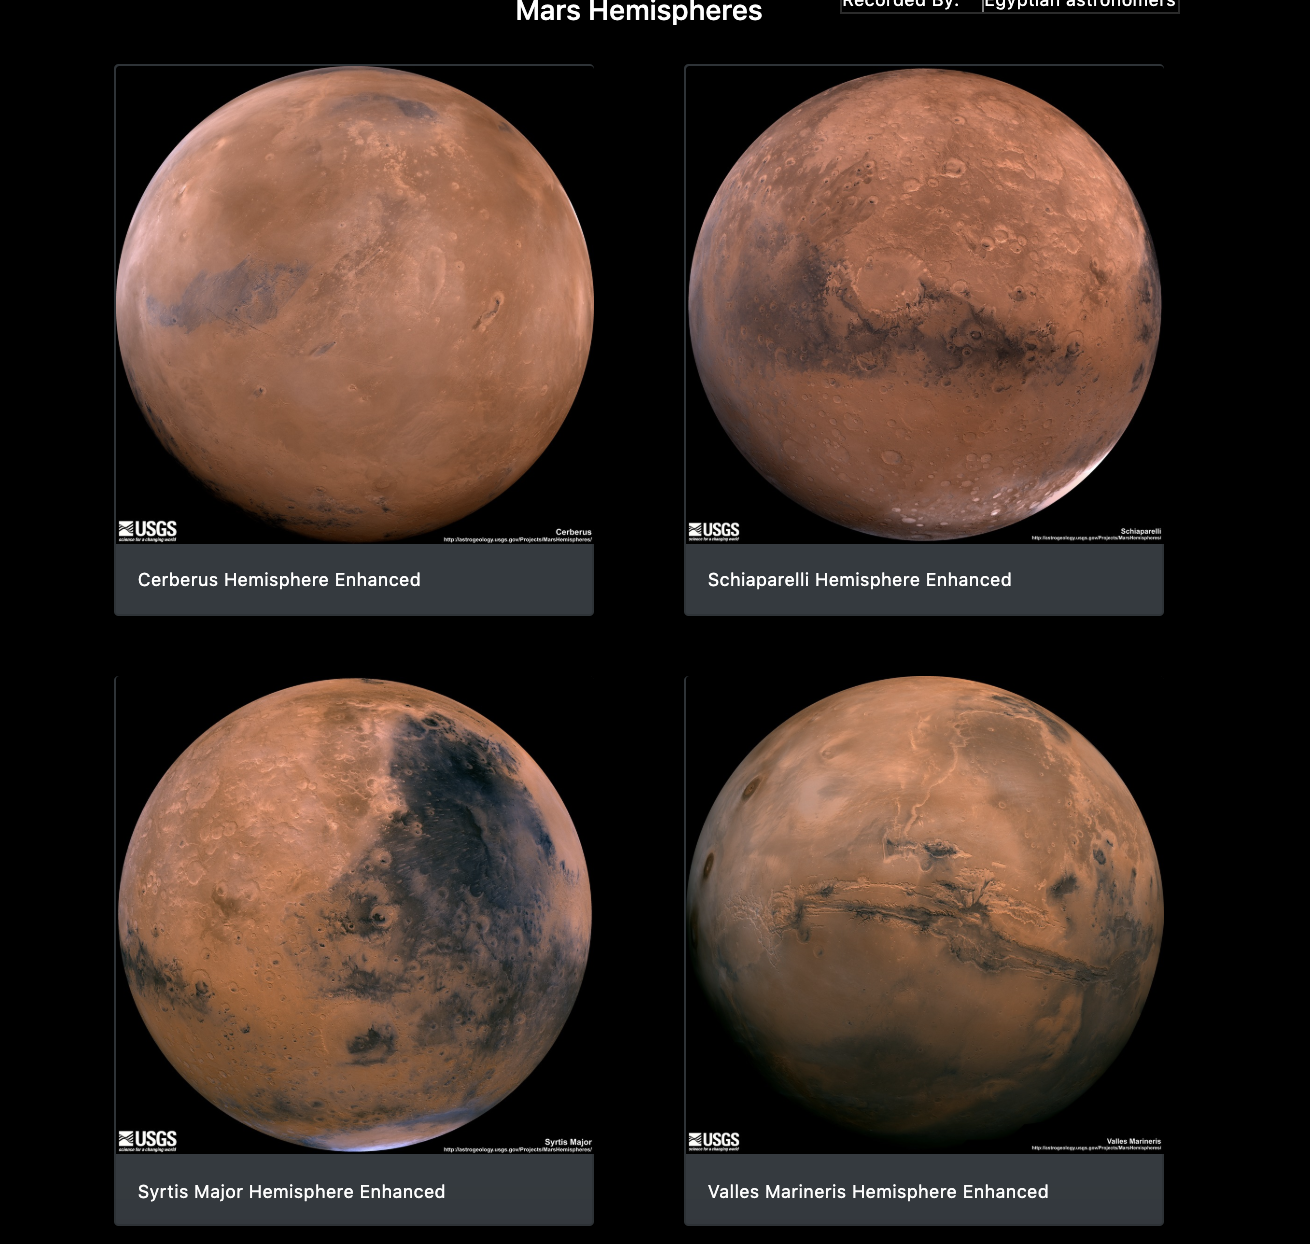 Mars Hemispheres
Recorded By: Egyptian astronomers
USGS
science for a changing world
Cerberus
http://astrogeology.usgs.gov/Projects/MarsHemispheres/
Cerberus Hemisphere Enhanced
USGS
science for a changing world
Schiaparelli
http://astrogeology.usgs.gov/Projects/MarsHemispheres/
Schiaparelli Hemisphere Enhanced
USGS
science for a changing world
Syrtis Major
http://astrogeology.usgs.gov/Projects/MarsHemispheres/
Syrtis Major Hemisphere Enhanced
USGS
science for a changing world
Valles Marineris
http://astrogeology.usgs.gov/Projects/MarsHemispheres/
Valles Marineris Hemisphere Enhanced